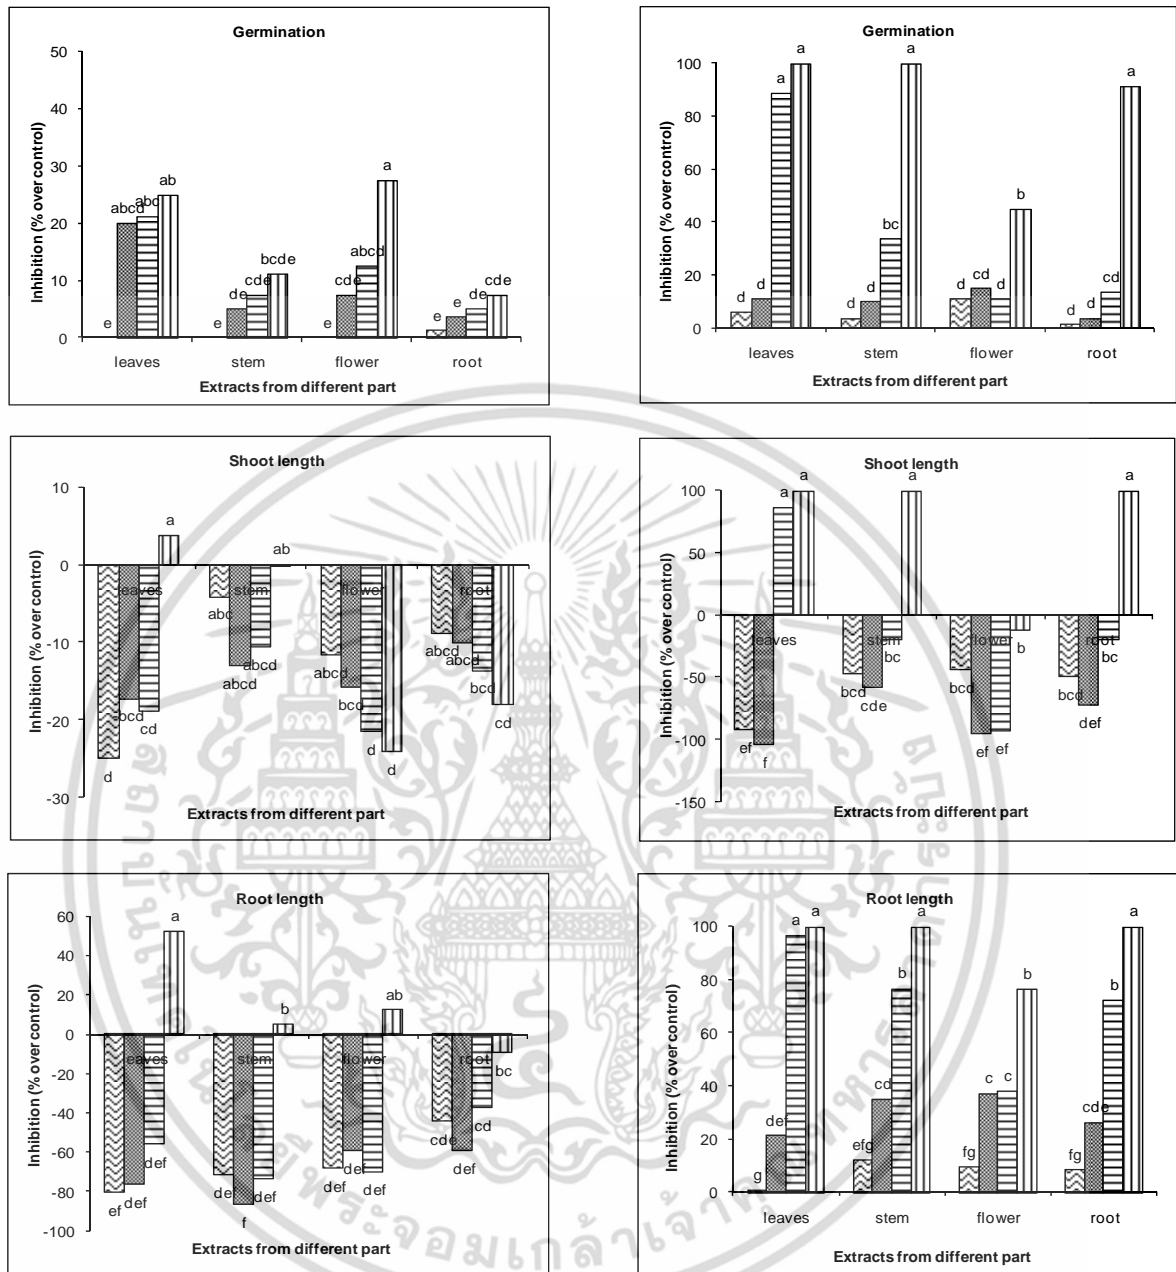 Germination
Inhibition (% over control)
50
40
30
20
10
0
e
abcd
abc
ab
e
de
cde
bcde
e
cde
abcd
a
e
e
de
cde
leaves stem flower root
Extracts from different part
Germination
Inhibition (% over control)
100
80
60
40
20
0
d
d
a
a
d
d
bc
a
d
cd
d
b
d
d
cd
a
leaves stem flower root
Extracts from different part
Shoot length
Inhibition (% over control)
10
0
-10
-20
-30
leaves stem flower root
d
bcd
cd
a
abc
abcd
abcd
ab
abcd
bcd
d
d
abcd
abcd
bcd
cd
Extracts from different part
Shoot length
Inhibition (% over control)
100
50
0
-50
-100
-150
leaves stem flower root
ef
f
a
a
bcd
cde
bc
a
bcd
ef
ef
b
bcd
def
bc
a
Extracts from different part
Root length
Inhibition (% over control)
60
40
20
0
-20
-40
-60
-80
-100
leaves stem flower root
ef
def
def
a
def
f
def
b
def
def
def
ab
cde
def
cd
bc
Extracts from different part
Root length
Inhibition (% over control)
100
80
60
40
20
0
g
def
a
a
efg
cd
b
a
fg
c
c
b
fg
cde
b
a
leaves stem flower root
Extracts from different part